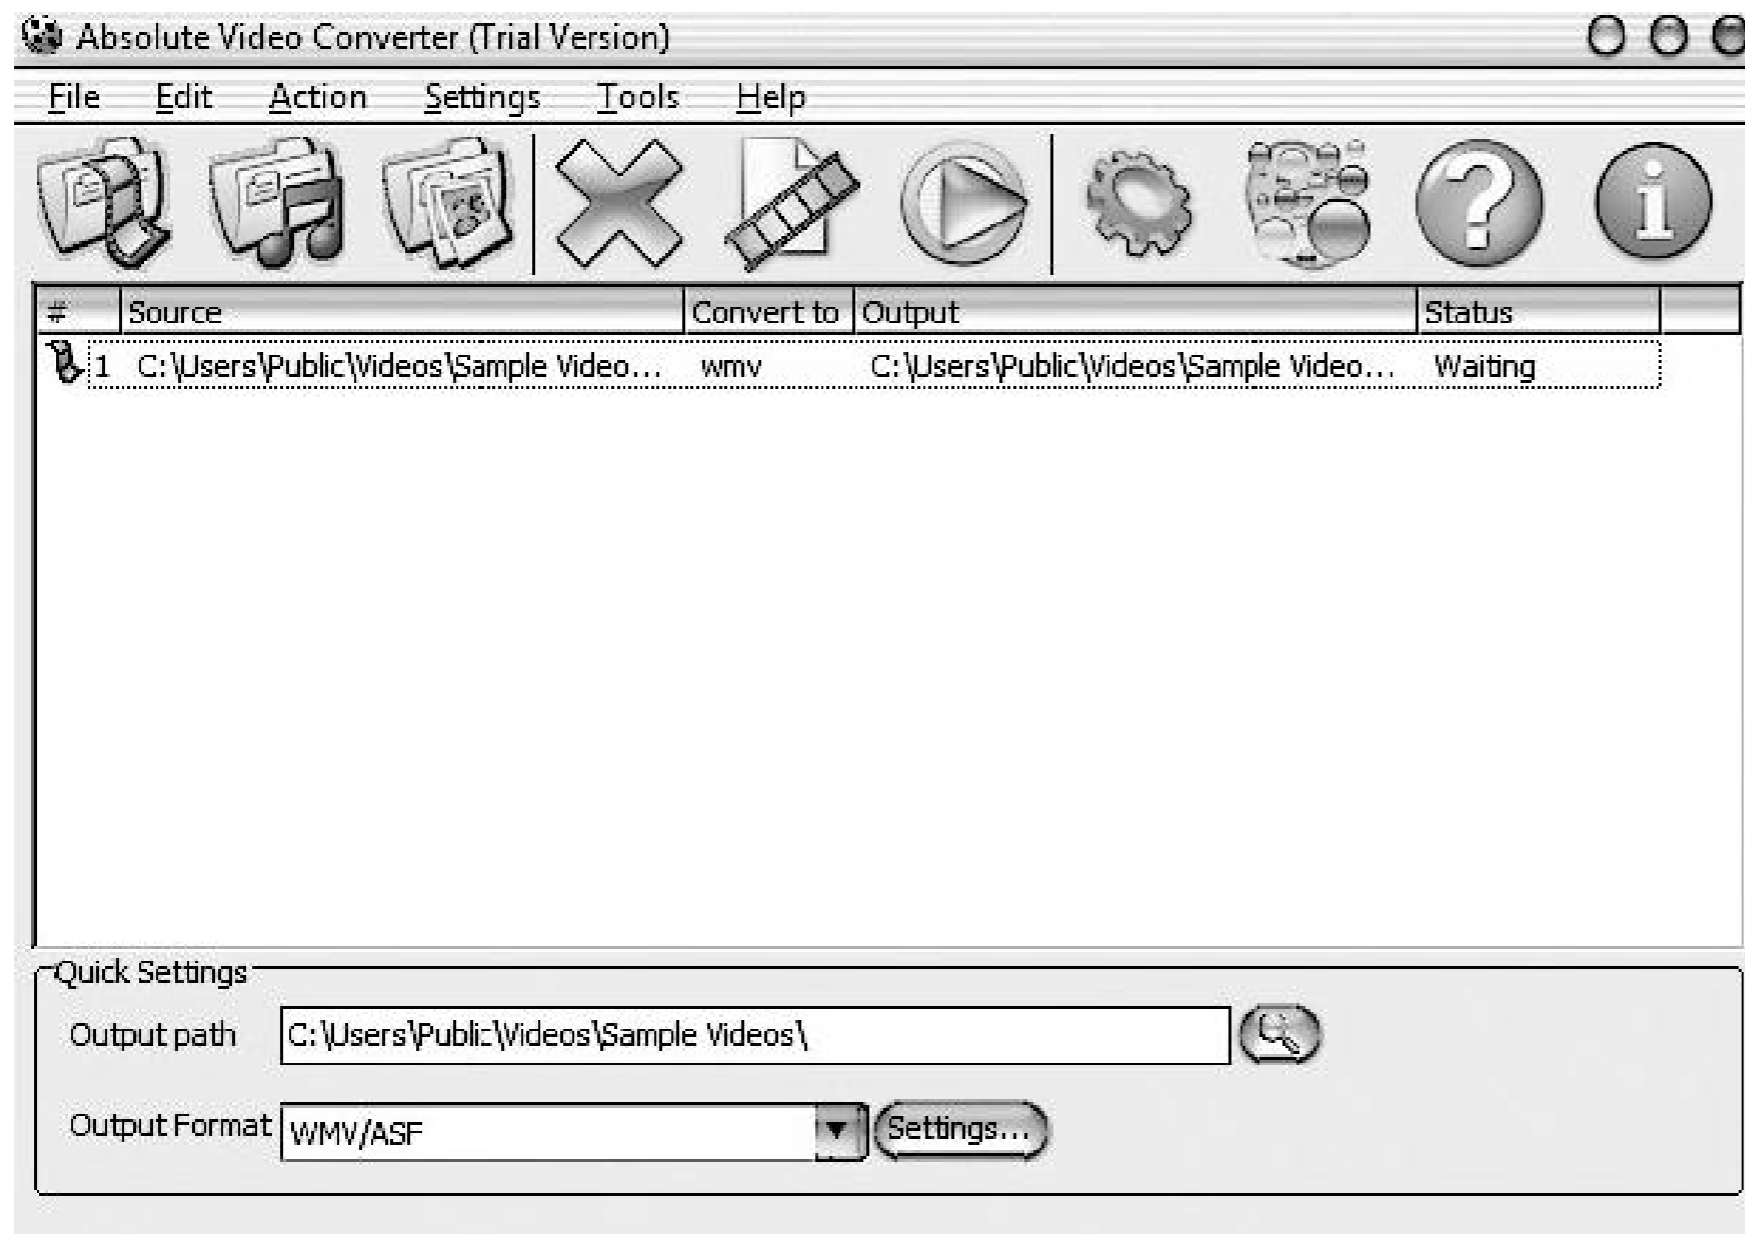 Absolute Video Converter (Trial Version)
File Edit Action Settings Tools Help
# Source Convert to Output Status
1 C:\Users\Public\Videos\Sample Video... wmv C:\Users\Public\Videos\Sample Video... Waiting
Quick Settings
Output path C:\Users\Public\Videos\Sample Videos\
Output Format WMV/ASF Settings...